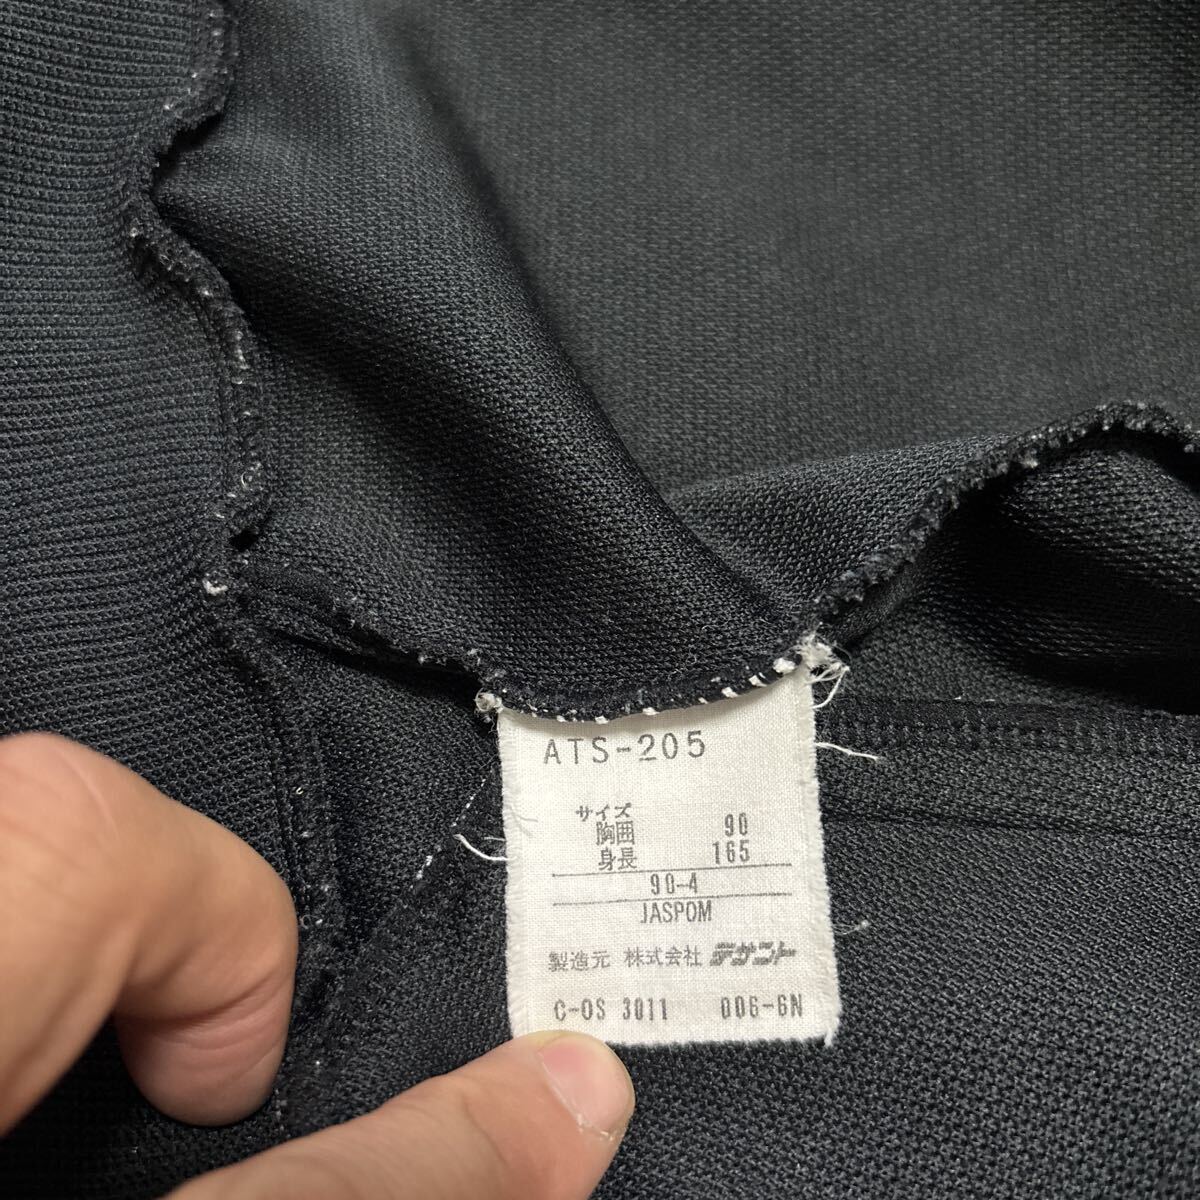 ATS-205
サイズ
胸囲 90
身長 165
90-4
JASPOM
製造元 株式会社 デサント
C-OS 3011 006-6N